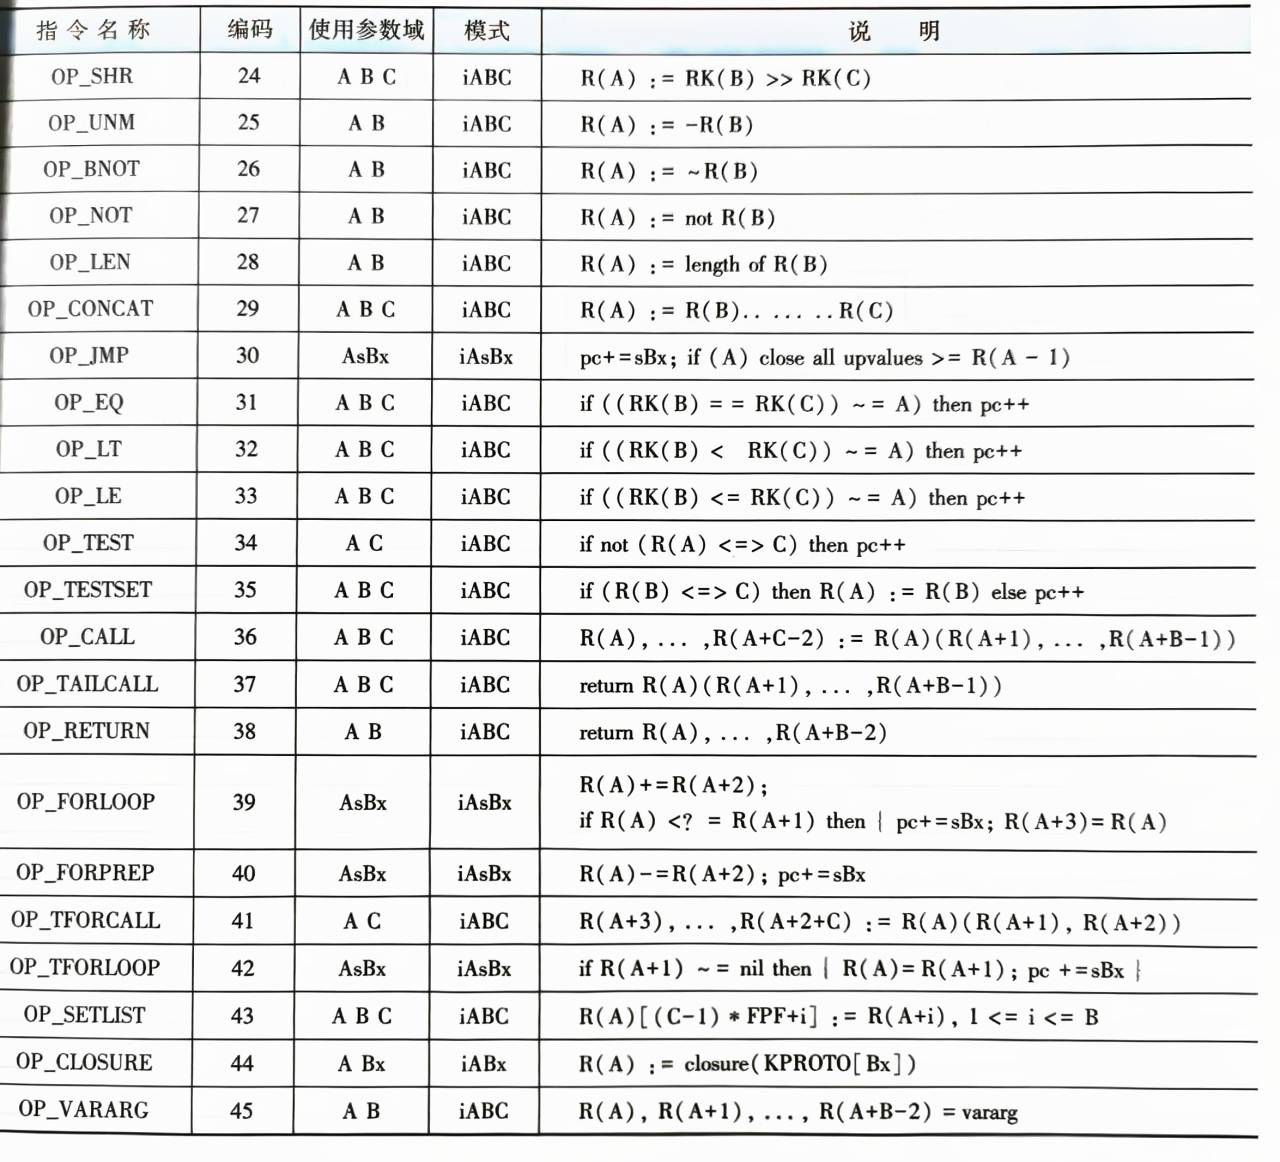 指令名称 编码 使用参数域 模式 说 明
OP_SHR 24 A B C iABC R(A) := RK(B) >> RK(C)
OP_UNM 25 A B iABC R(A) := -R(B)
OP_BNOT 26 A B iABC R(A) := ~R(B)
OP_NOT 27 A B iABC R(A) := not R(B)
OP_LEN 28 A B iABC R(A) := length of R(B)
OP_CONCAT 29 A B C iABC R(A) := R(B).. ... ..R(C)
OP_JMP 30 AsBx iAsBx pc+=sBx; if (A) close all upvalues >= R(A - 1)
OP_EQ 31 A B C iABC if ((RK(B) == RK(C)) ~= A) then pc++
OP_LT 32 A B C iABC if ((RK(B) < RK(C)) ~= A) then pc++
OP_LE 33 A B C iABC if ((RK(B) <= RK(C)) ~= A) then pc++
OP_TEST 34 A C iABC if not (R(A) <=> C) then pc++
OP_TESTSET 35 A B C iABC if (R(B) <=> C) then R(A) := R(B) else pc++
OP_CALL 36 A B C iABC R(A), ... ,R(A+C-2) := R(A)(R(A+1), ... ,R(A+B-1))
OP_TAILCALL 37 A B C iABC return R(A)(R(A+1), ... ,R(A+B-1))
OP_RETURN 38 A B iABC return R(A), ... ,R(A+B-2)
OP_FORLOOP 39 AsBx iAsBx R(A)+=R(A+2);
if R(A) <?= R(A+1) then { pc+=sBx; R(A+3)=R(A)
OP_FORPREP 40 AsBx iAsBx R(A)-=R(A+2); pc+=sBx
OP_TFORCALL 41 A C iABC R(A+3), ... ,R(A+2+C) := R(A)(R(A+1), R(A+2))
OP_TFORLOOP 42 AsBx iAsBx if R(A+1) ~= nil then { R(A)=R(A+1); pc +=sBx }
OP_SETLIST 43 A B C iABC R(A)[(C-1)*FPF+i] := R(A+i), 1 <= i <= B
OP_CLOSURE 44 A Bx iABx R(A) := closure(KPROTO[Bx])
OP_VARARG 45 A B iABC R(A), R(A+1), ..., R(A+B-2) = vararg